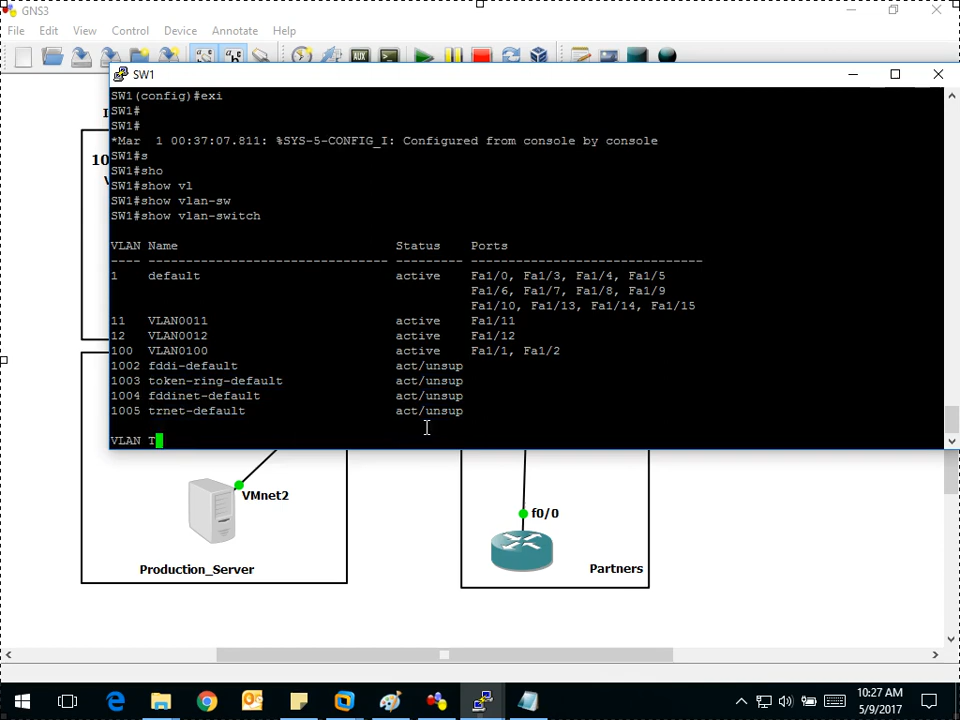 GNS3
File Edit View Control Device Annotate Help
SW1
SW1(config)#exi
SW1#
SW1#
*Mar  1 00:37:07.811: %SYS-5-CONFIG_I: Configured from console by console
SW1#s
SW1#sho
SW1#show vl
SW1#show vlan-sw
SW1#show vlan-switch
VLAN Name                             Status    Ports
---- -------------------------------- --------- -------------------------------
1    default                          active    Fa1/0, Fa1/3, Fa1/4, Fa1/5
                                                Fa1/6, Fa1/7, Fa1/8, Fa1/9
                                                Fa1/10, Fa1/13, Fa1/14, Fa1/15
11   VLAN0011                         active    Fa1/11
12   VLAN0012                         active    Fa1/12
100  VLAN0100                         active    Fa1/1, Fa1/2
1002 fddi-default                     act/unsup
1003 token-ring-default               act/unsup
1004 fddinet-default                  act/unsup
1005 trnet-default                    act/unsup
VLAN T
10
VMnet2
f0/0
Production_Server
Partners
AUX
10:27 AM
5/9/2017